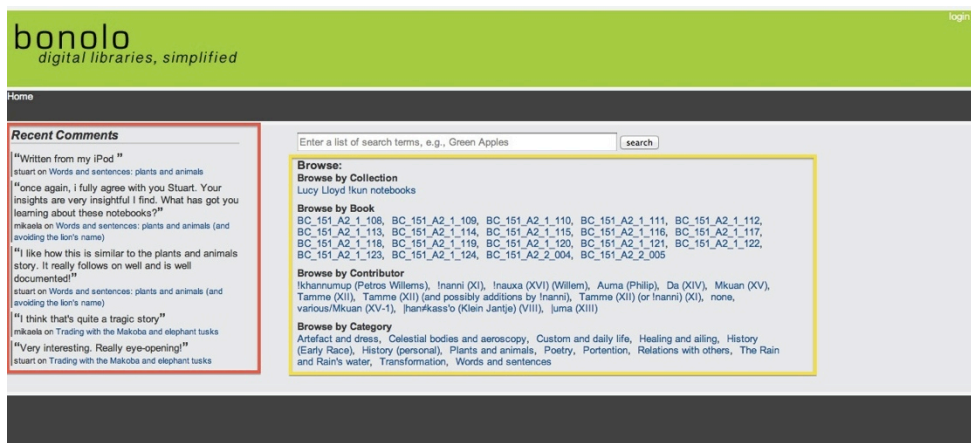 login
bonolo
digital libraries, simplified
Home
Recent Comments
“Written from my iPod ”
stuart on Words and sentences: plants and animals
“once again, i fully agree with you Stuart. Your
insights are very insightful I find. What has got you
learning about these notebooks?”
mikaela on Words and sentences: plants and animals (and
avoiding the lion's name)
“I like how this is similar to the plants and animals
story. It really follows on well and is well
documented!”
stuart on Words and sentences: plants and animals (and
avoiding the lion's name)
“I think that's quite a tragic story”
mikaela on Trading with the Makoba and elephant tusks
“Very interesting. Really eye-opening!”
stuart on Trading with the Makoba and elephant tusks
Enter a list of search terms, e.g., Green Apples search
Browse:
Browse by Collection
Lucy Lloyd !kun notebooks
Browse by Book
BC_151_A2_1_108, BC_151_A2_1_109, BC_151_A2_1_110, BC_151_A2_1_111, BC_151_A2_1_112,
BC_151_A2_1_113, BC_151_A2_1_114, BC_151_A2_1_115, BC_151_A2_1_116, BC_151_A2_1_117,
BC_151_A2_1_118, BC_151_A2_1_119, BC_151_A2_1_120, BC_151_A2_1_121, BC_151_A2_1_122,
BC_151_A2_1_123, BC_151_A2_1_124, BC_151_A2_2_004, BC_151_A2_2_005
Browse by Contributor
!khannumup (Petros Willems), !nanni (XI), !nauxa (XVI) (Willem), Auma (Philip), Da (XIV), Mkuan (XV),
Tamme (XII), Tamme (XII) (and possibly additions by !nanni), Tamme (XII) (or !nanni) (XI), none,
various/Mkuan (XV-1), |han≠kass'o (Klein Jantje) (VIII), |uma (XIII)
Browse by Category
Artefact and dress, Celestial bodies and aeroscopy, Custom and daily life, Healing and ailing, History
(Early Race), History (personal), Plants and animals, Poetry, Portention, Relations with others, The Rain
and Rain's water, Transformation, Words and sentences